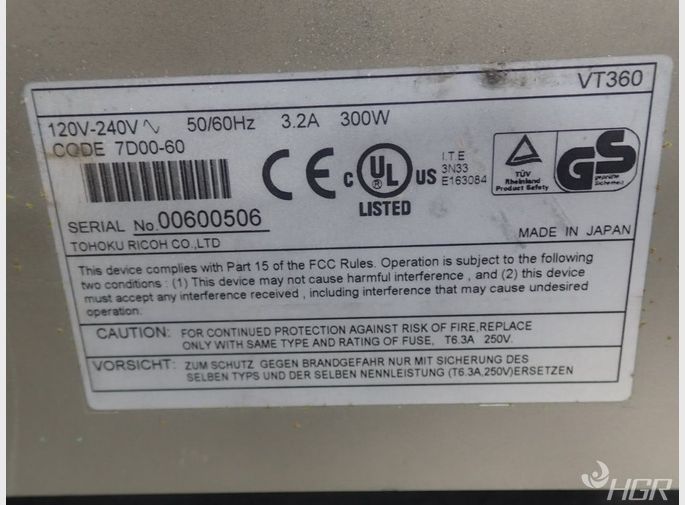 VT360
120V-240V∿ 50/60Hz 3.2A 300W
CODE 7D00-60
CE c UL US LISTED
I.T.E
3N33
E163084
TÜV
Rheinland
Product Safety
GS
geprüfte
Sicherheit
SERIAL No.00600506
TOHOKU RICOH CO.,LTD
MADE IN JAPAN
This device complies with Part 15 of the FCC Rules. Operation is subject to the following
two conditions : (1) This device may not cause harmful interference , and (2) this device
must accept any interference received , including interference that may cause undesired
operation.
CAUTION: FOR CONTINUED PROTECTION AGAINST RISK OF FIRE,REPLACE
ONLY WITH SAME TYPE AND RATING OF FUSE, T6.3A 250V.
VORSICHT: ZUM SCHUTZ GEGEN BRANDGEFAHR NUR MIT SICHERUNG DES
SELBEN TYPS UND DER SELBEN NENNLEISTUNG (T6.3A,250V)ERSETZEN
HGR